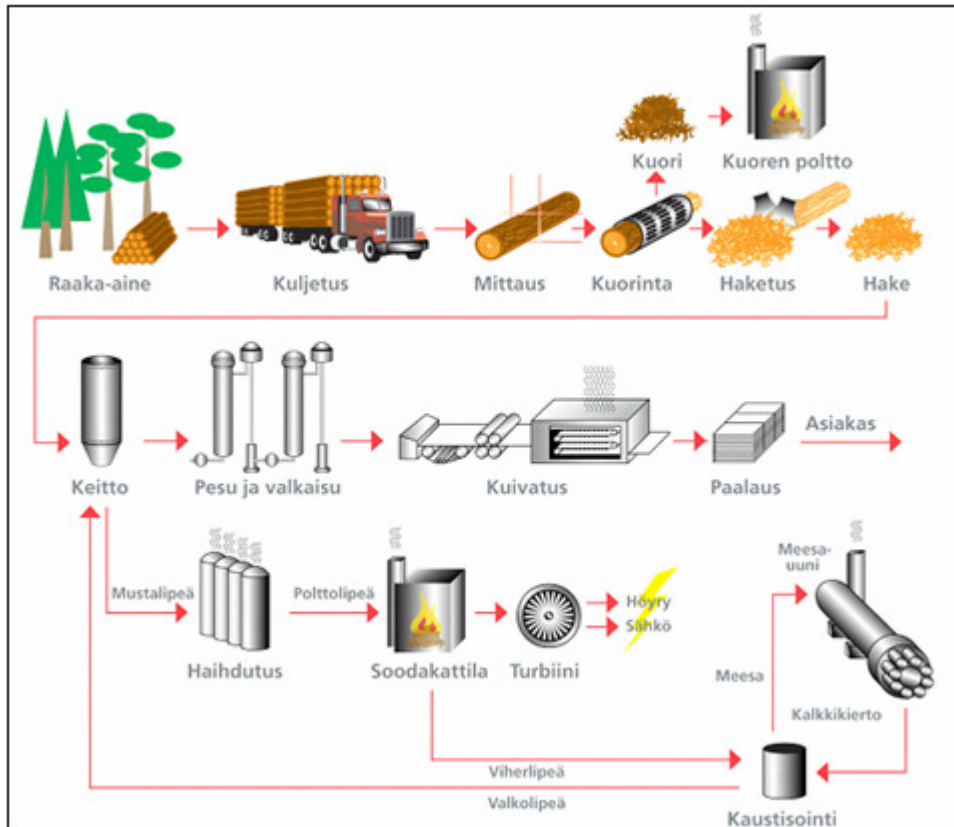 Kuori
Kuoren poltto
Raaka-aine
Kuljetus
Mittaus
Kuorinta
Haketus
Hake
Keitto
Pesu ja valkaisu
Kuivatus
Paalaus
Asiakas
Mustalipeä
Haihdutus
Polttolipeä
Soodakattila
Turbiini
Höyry
Sähkö
Meesa-
uuni
Meesa
Kalkkikierto
Viherlipeä
Valkolipeä
Kaustisointi